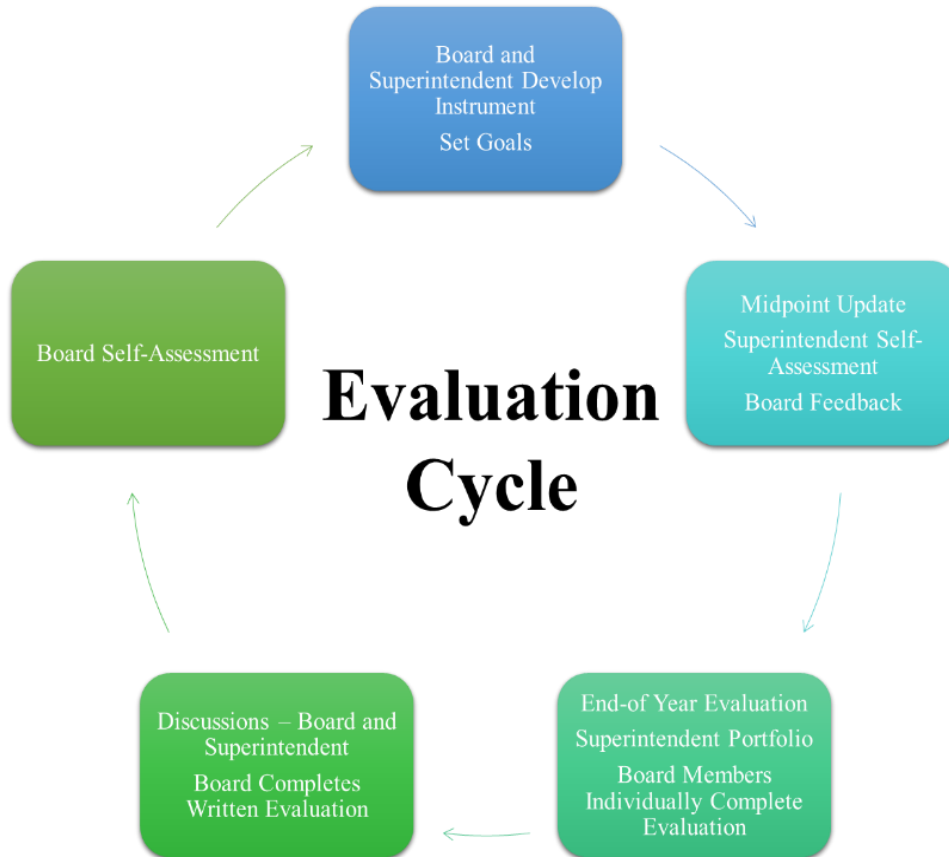 Board and
Superintendent Develop
Instrument
Set Goals
Midpoint Update
Superintendent Self-
Assessment
Board Feedback
End-of Year Evaluation
Superintendent Portfolio
Board Members
Individually Complete
Evaluation
Discussions – Board and
Superintendent
Board Completes
Written Evaluation
Board Self-Assessment
Evaluation
Cycle